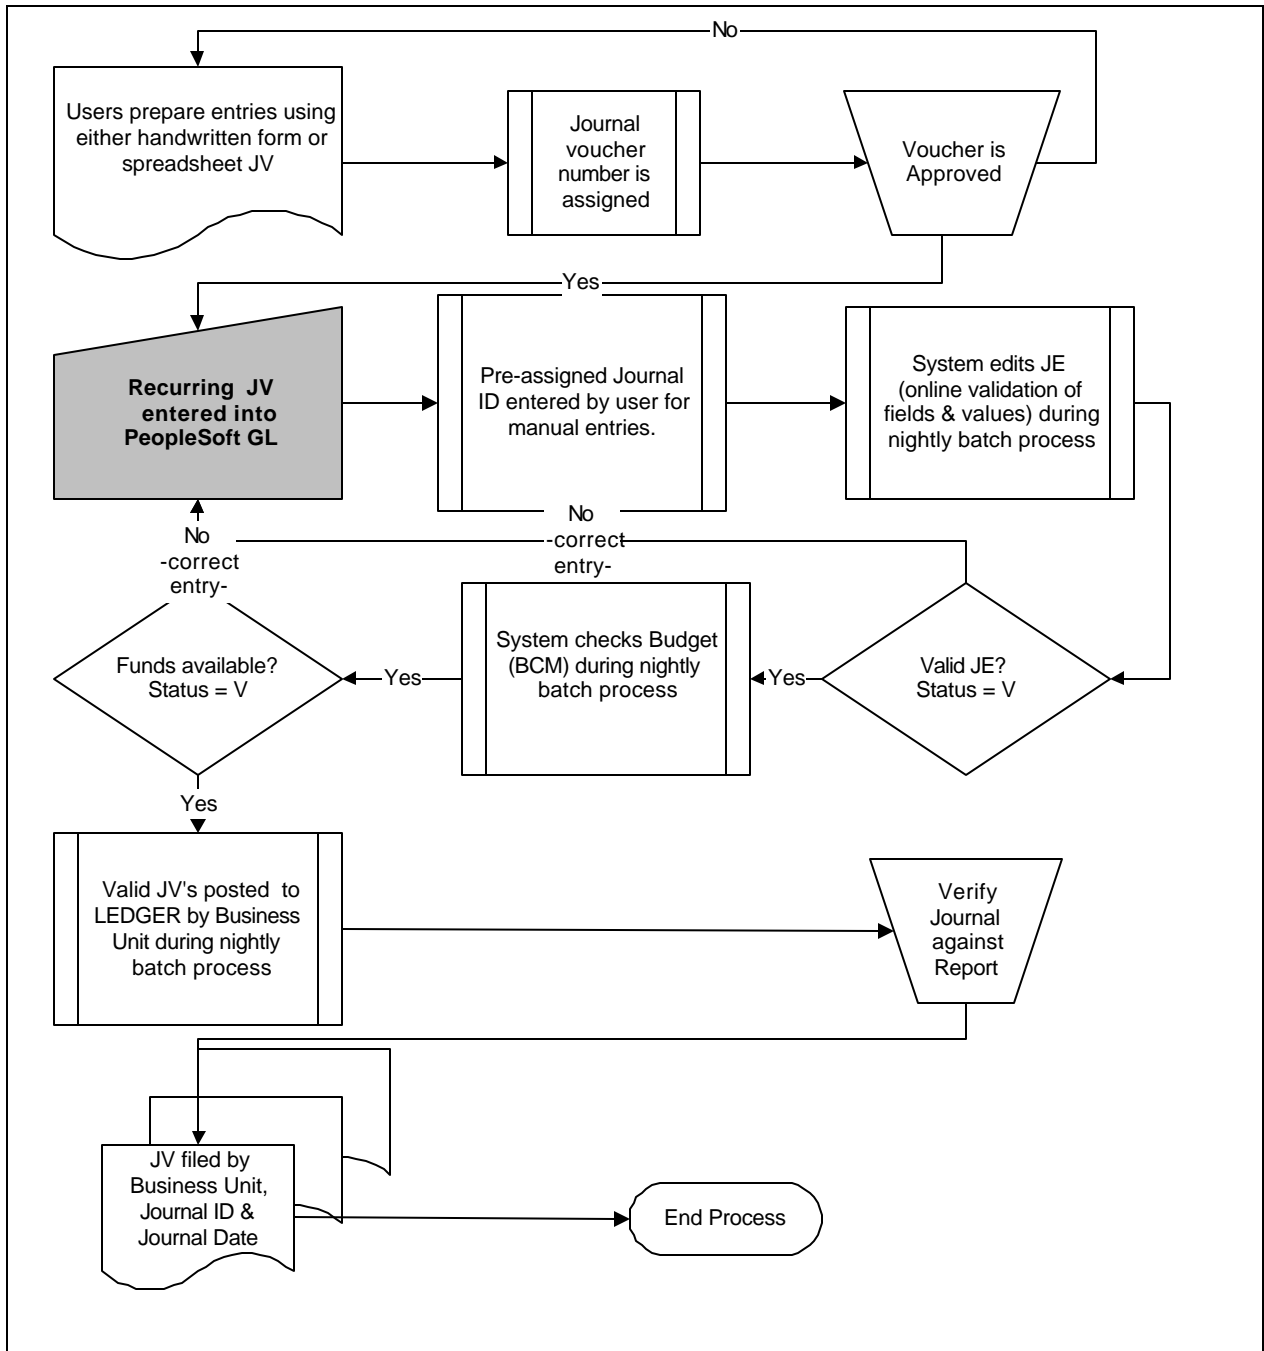 No
Users prepare entries using
either handwritten form or
spreadsheet JV
Journal
voucher
number is
assigned
Voucher is
Approved
Yes
Recurring JV
entered into
PeopleSoft GL
Pre-assigned Journal
ID entered by user for
manual entries.
System edits JE
(online validation of
fields & values) during
nightly batch process
No
-correct
entry-
No
-correct
entry-
Funds available?
Status = V
Yes
System checks Budget
(BCM) during nightly
batch process
Yes
Valid JE?
Status = V
Yes
Valid JV's posted to
LEDGER by Business
Unit during nightly
batch process
Verify
Journal
against
Report
JV filed by
Business Unit,
Journal ID &
Journal Date
End Process